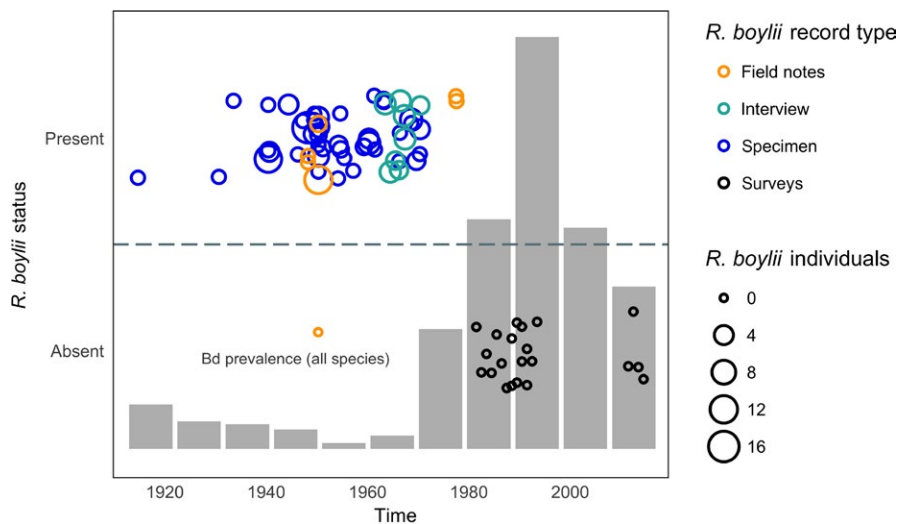 R. boylii record type
Field notes
Interview
Specimen
Surveys
R. boylii individuals
0
4
8
12
16
R. boylii status
Present
Absent
Bd prevalence (all species)
1920 1940 1960 1980 2000
Time